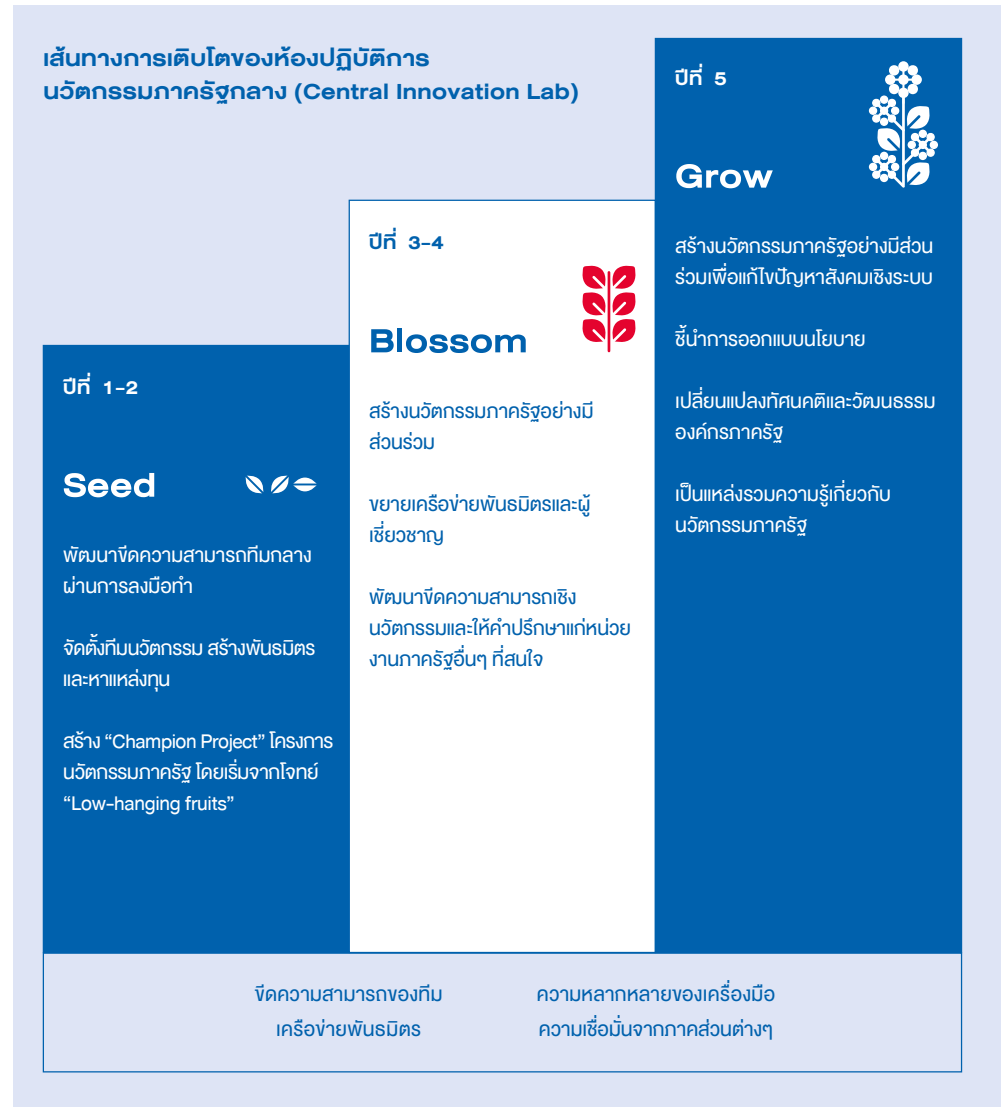 เส้นทางการเติบโตของห้องปฏิบัติการ
นวัตกรรมภาครัฐกลาง (Central Innovation Lab)
ปีที่ 1-2
Seed
พัฒนาขีดความสามารถทีมกลาง
ผ่านการลงมือทำ
จัดตั้งทีมนวัตกรรม สร้างพันธมิตร
และหาแหล่งทุน
สร้าง “Champion Project” โครงการ
นวัตกรรมภาครัฐ โดยเริ่มจากโจทย์
“Low-hanging fruits”
ปีที่ 3-4
Blossom
สร้างนวัตกรรมภาครัฐอย่างมี
ส่วนร่วม
ขยายเครือข่ายพันธมิตรและผู้
เชี่ยวชาญ
พัฒนาขีดความสามารถเชิง
นวัตกรรมและให้คำปรึกษาแก่หน่วย
งานภาครัฐอื่นๆ ที่สนใจ
ปีที่ 5
Grow
สร้างนวัตกรรมภาครัฐอย่างมีส่วน
ร่วมเพื่อแก้ไขปัญหาสังคมเชิงระบบ
ชี้นำการออกแบบนโยบาย
เปลี่ยนแปลงทัศนคติและวัฒนธรรม
องค์กรภาครัฐ
เป็นแหล่งรวมความรู้เกี่ยวกับ
นวัตกรรมภาครัฐ
ขีดความสามารถของทีม
เครือข่ายพันธมิตร
ความหลากหลายของเครื่องมือ
ความเชื่อมั่นจากภาคส่วนต่างๆ